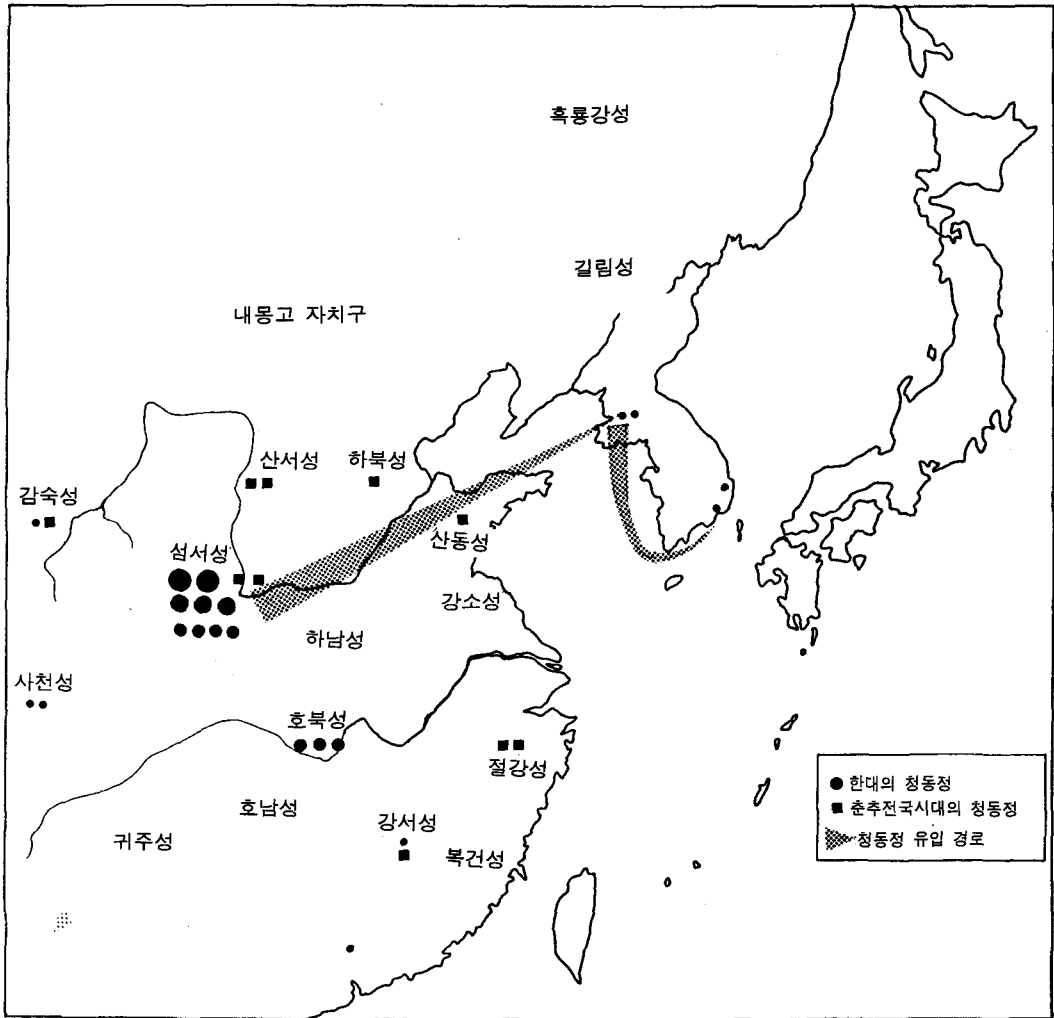 흑룡강성
길림성
내몽고 자치구
산서성
하북성
감숙성
산동성
섬서성
강소성
하남성
사천성
호북성
절강성
호남성
강서성
귀주성
복건성
한대의 청동정
춘추전국시대의 청동정
청동정 유입 경로